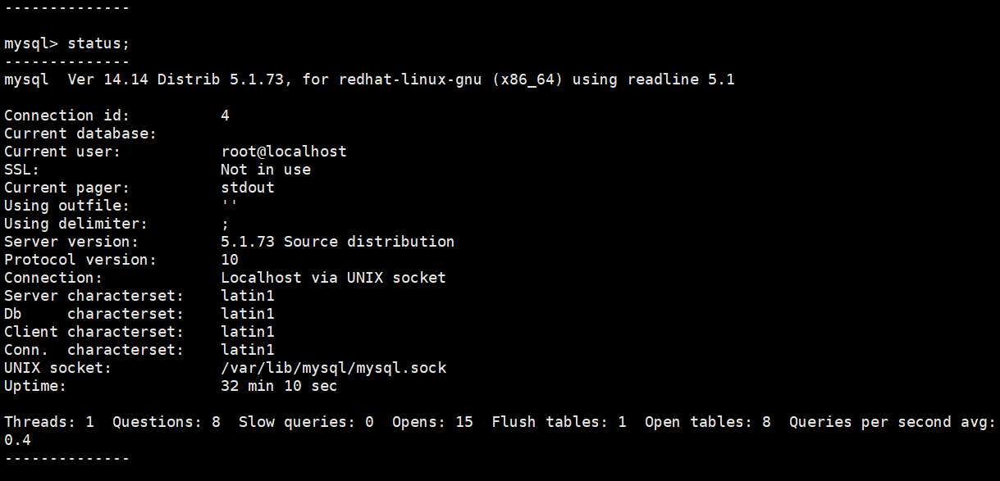 --------------
mysql> status;
--------------
mysql  Ver 14.14 Distrib 5.1.73, for redhat-linux-gnu (x86_64) using readline 5.1
Connection id:          4
Current database:
Current user:           root@localhost
SSL:                    Not in use
Current pager:          stdout
Using outfile:          ''
Using delimiter:        ;
Server version:         5.1.73 Source distribution
Protocol version:       10
Connection:             Localhost via UNIX socket
Server characterset:    latin1
Db     characterset:    latin1
Client characterset:    latin1
Conn.  characterset:    latin1
UNIX socket:            /var/lib/mysql/mysql.sock
Uptime:                 32 min 10 sec
Threads: 1  Questions: 8  Slow queries: 0  Opens: 15  Flush tables: 1  Open tables: 8  Queries per second avg:
0.4
--------------